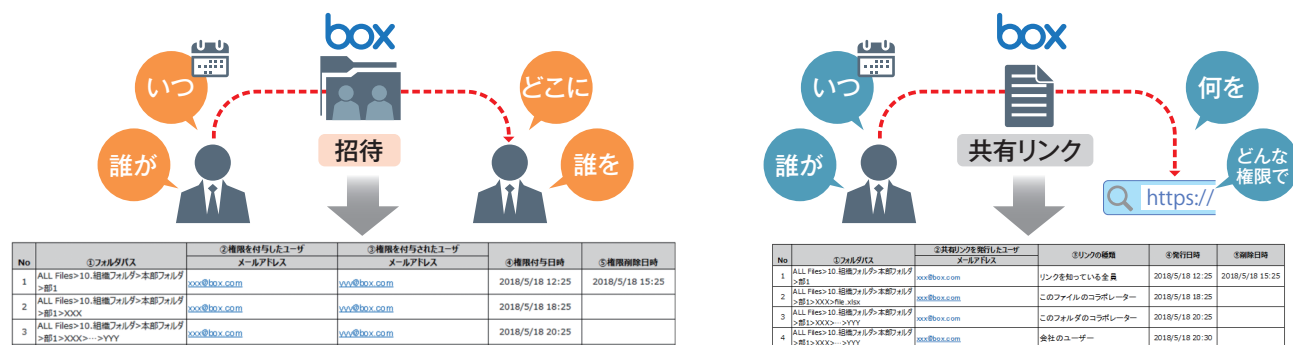 box
いつ
どこに
誰が
招待
誰を
No ①フォルダパス ②権限を付与したユーザ ③権限を付与されたユーザ ④権限付与日時 ⑤権限削除日時
メールアドレス メールアドレス
1 ALL Files>10.組織フォルダ>本部フォルダ xxx@box.com yyy@box.com 2018/5/18 12:25 2018/5/18 15:25
>部1
2 ALL Files>10.組織フォルダ>本部フォルダ xxx@box.com yyy@box.com 2018/5/18 18:25
>部1>XXX
3 ALL Files>10.組織フォルダ>本部フォルダ xxx@box.com yyy@box.com 2018/5/18 20:25
>部1>XXX>…>YYY
box
いつ
何を
誰が
共有リンク
どんな
権限で
https://
No ①フォルダパス ②共有リンクを発行したユーザ ③リンクの種類 ④発行日時 ⑤削除日時
メールアドレス
1 ALL Files>10.組織フォルダ>本部フォルダ xxx@box.com リンクを知っている全員 2018/5/18 12:25 2018/5/18 15:25
>部1
2 ALL Files>10.組織フォルダ>本部フォルダ xxx@box.com このファイルのコラボレーター 2018/5/18 18:25
>部1>XXX>file.xlsx
3 ALL Files>10.組織フォルダ>本部フォルダ xxx@box.com このフォルダのコラボレーター 2018/5/18 20:25
>部1>XXX>…>YYY
4 ALL Files>10.組織フォルダ>本部フォルダ xxx@box.com 会社のユーザー 2018/5/18 20:30
>部1>XXX>…>YYY